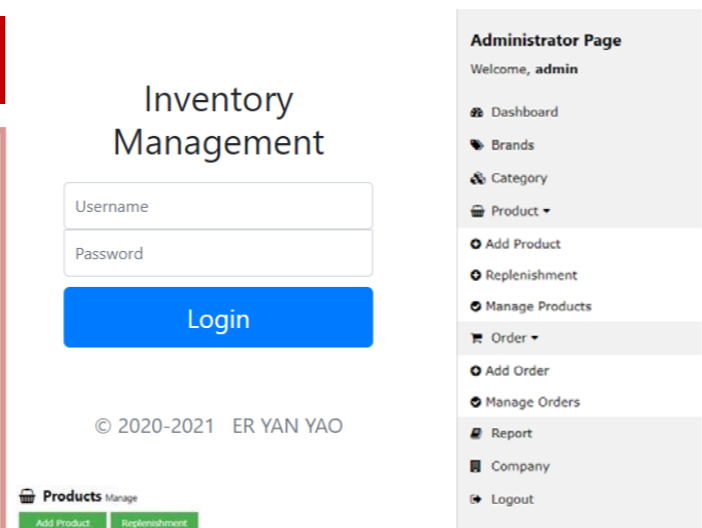 Inventory
Management
Username
Password
Login
© 2020-2021 ER YAN YAO
Products Manage
Add Product Replenishment
Administrator Page
Welcome, admin
Dashboard
Brands
Category
Product
Add Product
Replenishment
Manage Products
Order
Add Order
Manage Orders
Report
Company
Logout